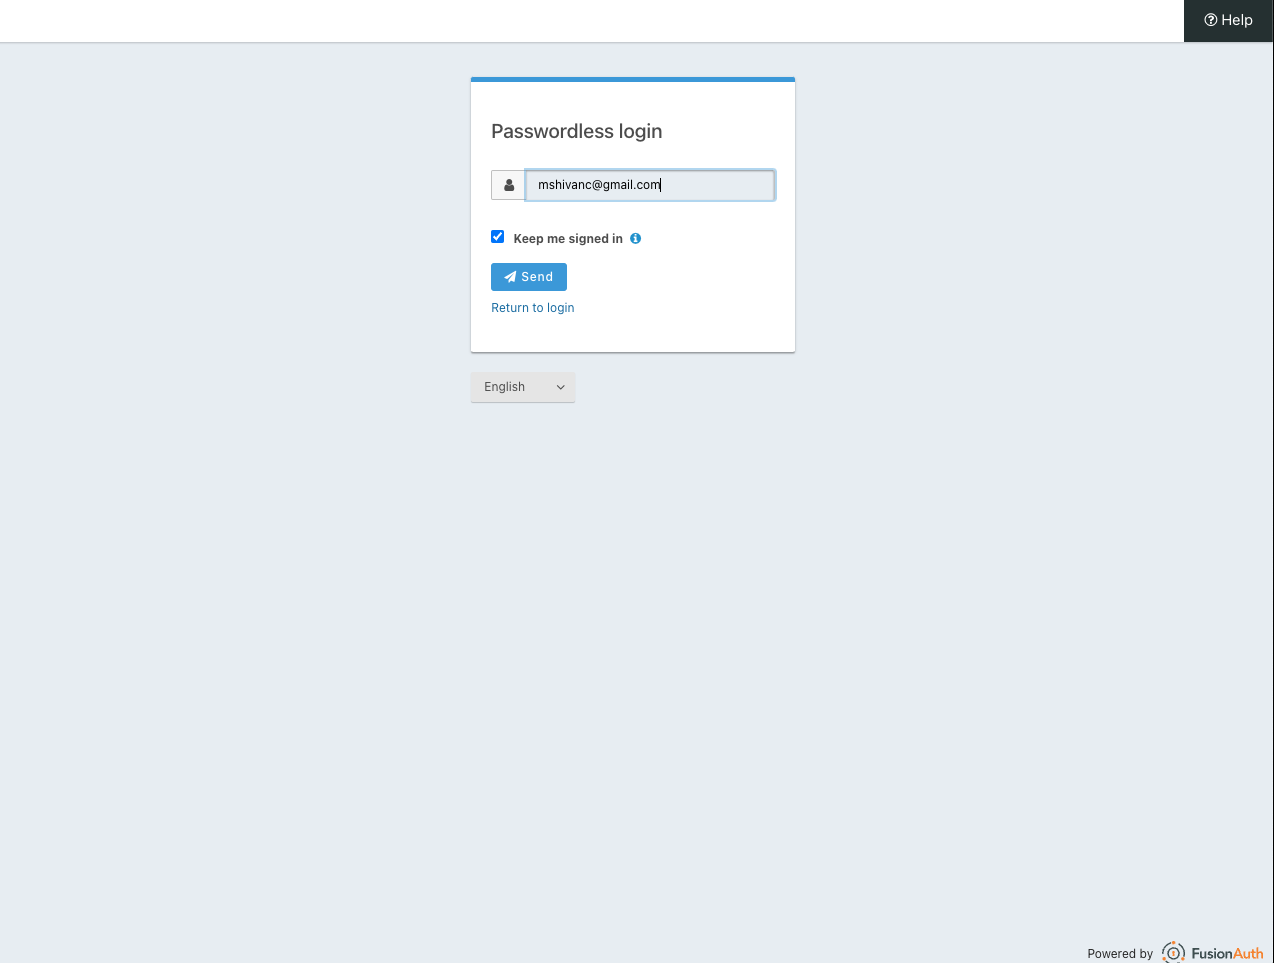 Help
Passwordless login
mshivanc@gmail.com
Keep me signed in
Send
Return to login
English
Powered by FusionAuth